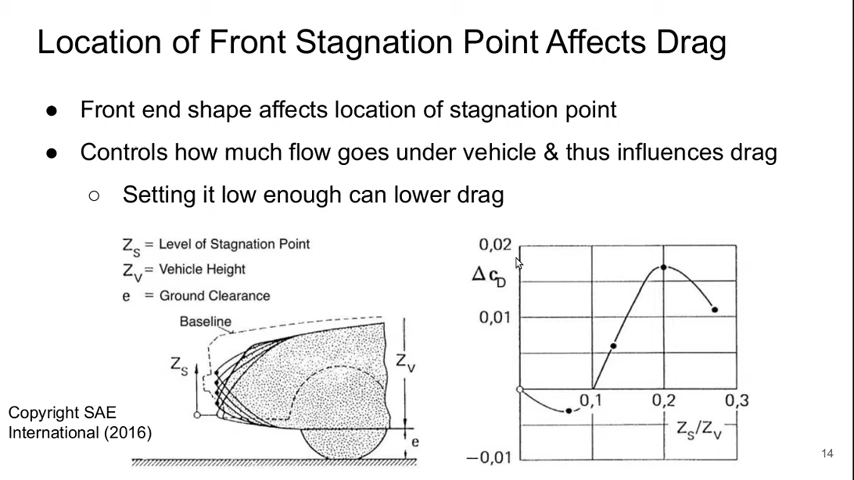 Location of Front Stagnation Point Affects Drag
● Front end shape affects location of stagnation point
● Controls how much flow goes under vehicle & thus influences drag
○ Setting it low enough can lower drag
Z_S = Level of Stagnation Point
Z_V = Vehicle Height
e = Ground Clearance
Baseline
Z_S
Z_V
e
Copyright SAE
International (2016)
0,02
Δc_D
0,01
0,1 0,2 0,3
Z_S/Z_V
−0,01
14